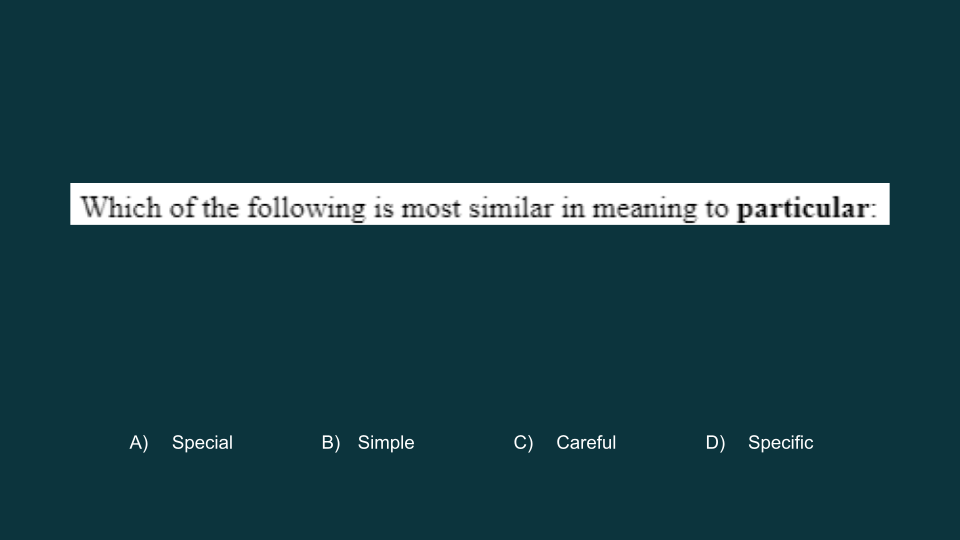 Which of the following is most similar in meaning to particular:
A) Special B) Simple C) Careful D) Specific